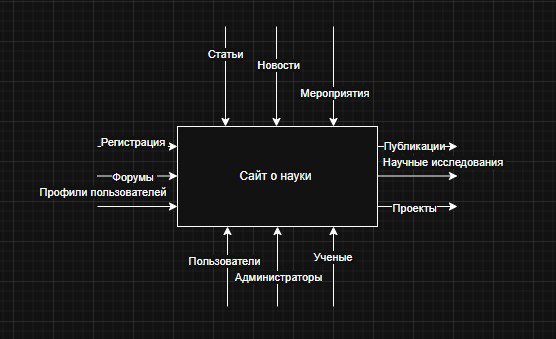 Статьи
Новости
Мероприятия
Регистрация
Форумы
Профили пользователей
Сайт о науки
Публикации
Научные исследования
Проекты
Пользователи
Администраторы
Ученые